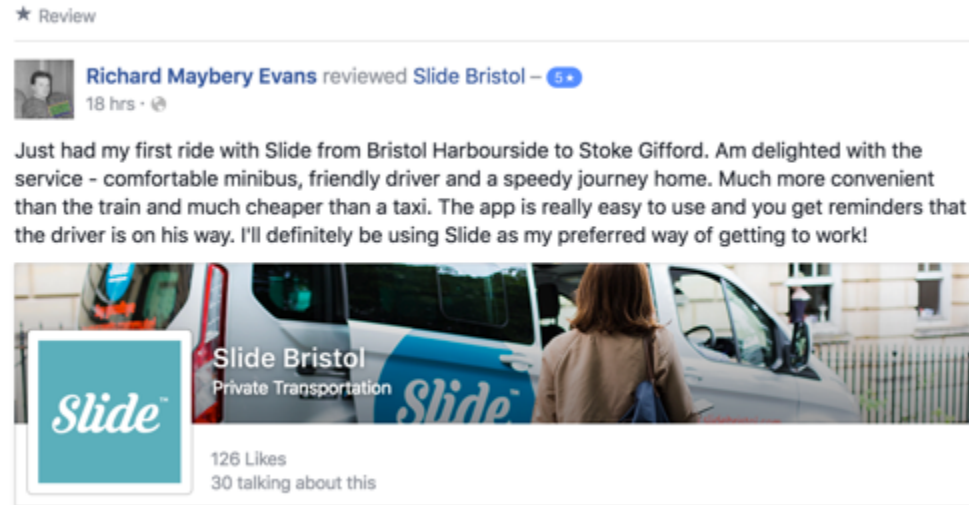 ★ Review
Richard Maybery Evans reviewed Slide Bristol – 5★
18 hrs ·
Just had my first ride with Slide from Bristol Harbourside to Stoke Gifford. Am delighted with the
service - comfortable minibus, friendly driver and a speedy journey home. Much more convenient
than the train and much cheaper than a taxi. The app is really easy to use and you get reminders that
the driver is on his way. I'll definitely be using Slide as my preferred way of getting to work!
Slide Bristol
Private Transportation
Slide™
Slide
126 Likes
30 talking about this